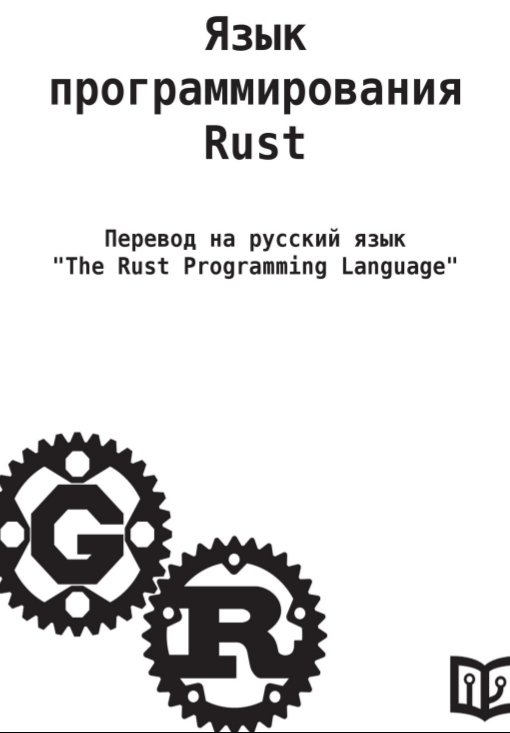 Язык
программирования
Rust
Перевод на русский язык
"The Rust Programming Language"
G
R